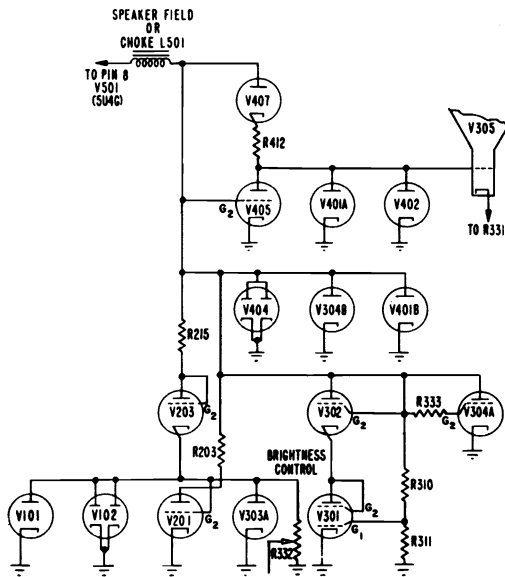 SPEAKER FIELD
OR
CHOKE L501
TO PIN 8
V501
(5U4G)
V407
R412
V305
V405
G2
V401A
V402
TO R331
V404
V304B
V401B
R215
V203
G2
R203
V302
G2
R333
G2
V304A
BRIGHTNESS
CONTROL
R310
V101
V102
V201
G2
V303A
R332
V301
G2
G1
R311